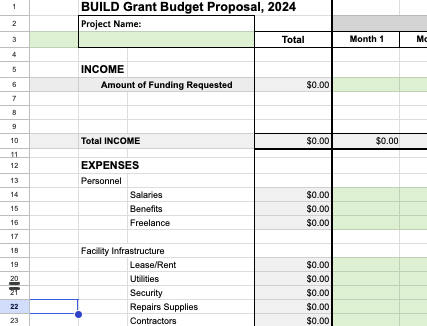 1 BUILD Grant Budget Proposal, 2024
2 Project Name:
3 Total Month 1
4
5 INCOME
6 Amount of Funding Requested $0.00
7
8
9
10 Total INCOME $0.00 $0.00
11
12 EXPENSES
13 Personnel
14 Salaries $0.00
15 Benefits $0.00
16 Freelance $0.00
17
18 Facility Infrastructure
19 Lease/Rent $0.00
20 Utilities $0.00
21 Security $0.00
22 Repairs Supplies $0.00
23 Contractors $0.00